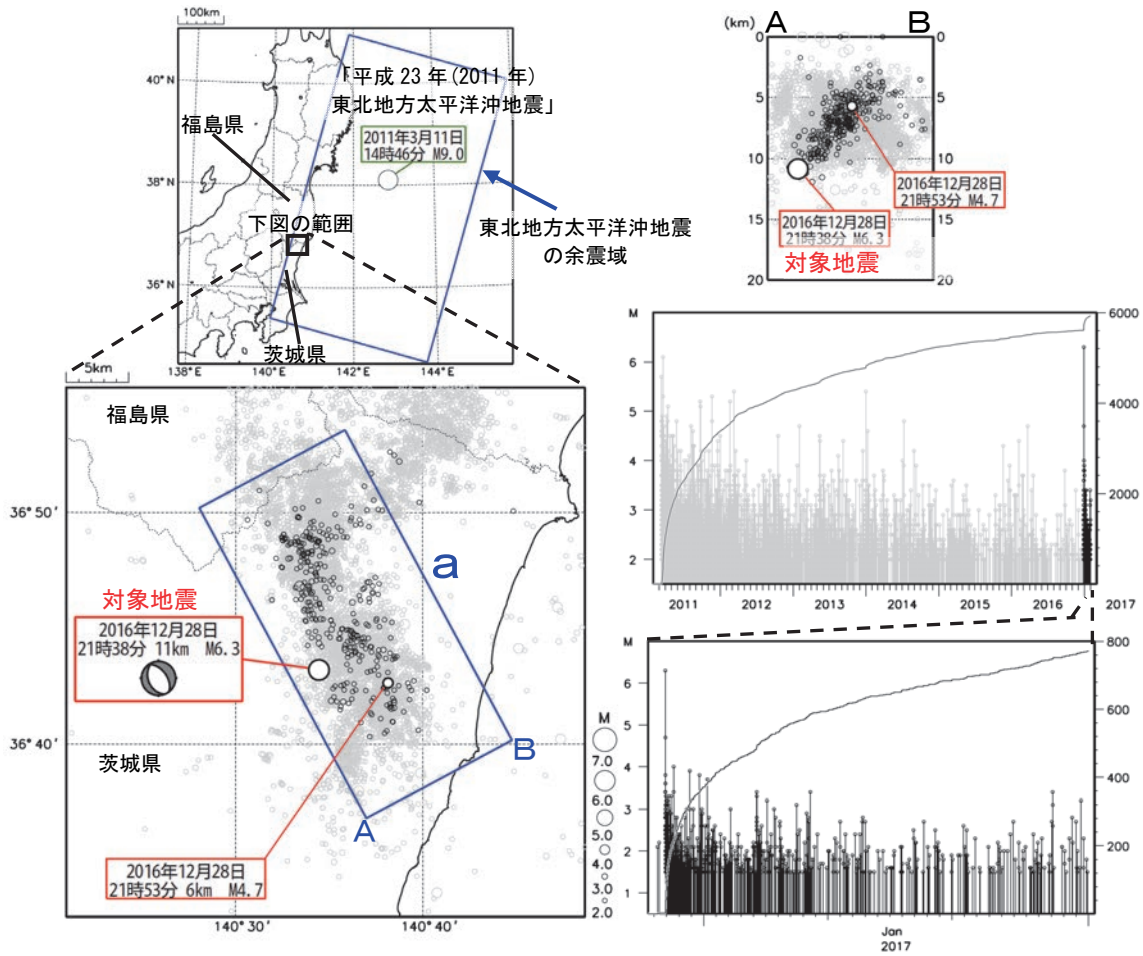 100km
40°N
38°N
36°N
138°E
140°E
142°E
144°E
「平成 23 年(2011 年)
東北地方太平洋沖地震」
2011年3月11日
14時46分 M9.0
福島県
下図の範囲
茨城県
東北地方太平洋沖地震
の余震域
A
B
(km)
0
5
10
15
20
0
5
10
15
20
2016年12月28日
21時53分 M4.7
2016年12月28日
21時38分 M6.3
対象地震
5km
福島県
36°50′
36°40′
140°30′
140°40′
a
対象地震
2016年12月28日
21時38分 11km M6.3
茨城県
A
B
2016年12月28日
21時53分 6km M4.7
M
7.0
6.0
5.0
4.0
3.0
2.0
M
6
5
4
3
2
6000
4000
2000
2011
2012
2013
2014
2015
2016
2017
M
6
5
4
3
2
1
800
600
400
200
Jan
2017